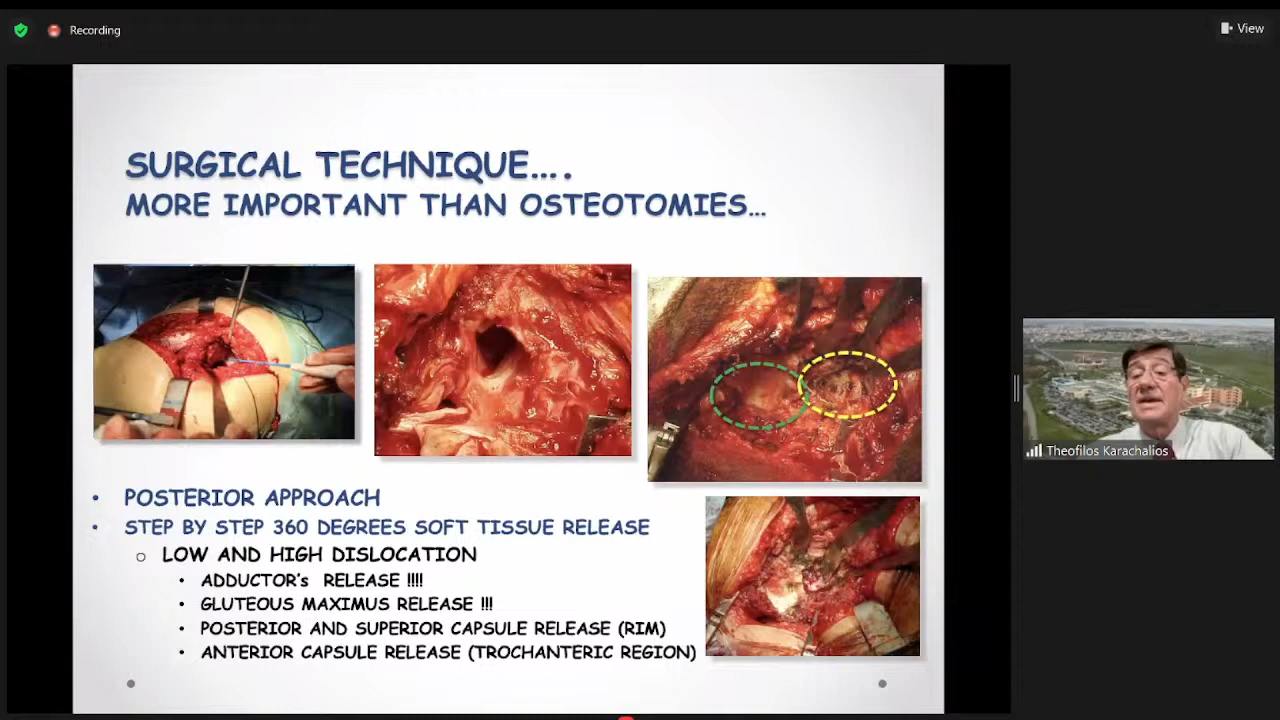 Recording
View
SURGICAL TECHNIQUE....
MORE IMPORTANT THAN OSTEOTOMIES...
• POSTERIOR APPROACH
• STEP BY STEP 360 DEGREES SOFT TISSUE RELEASE
o LOW AND HIGH DISLOCATION
• ADDUCTOR's RELEASE !!!!
• GLUTEOUS MAXIMUS RELEASE !!!
• POSTERIOR AND SUPERIOR CAPSULE RELEASE (RIM)
• ANTERIOR CAPSULE RELEASE (TROCHANTERIC REGION)
Theofilos Karachalios